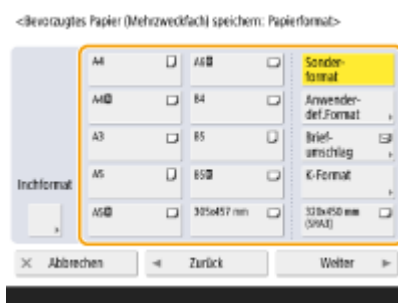 <Bevorzugtes Papier (Mehrzweckfach) speichern: Papierformat>
A4
A6R
Sonder-
format
A4R
B4
Anwender-
def.Format
A3
B5
Brief-
umschlag
Inchformat
A5
B5R
K-Format
A5R
305x457 mm
320x450 mm
(SRA3)
Abbrechen
Zurück
Weiter